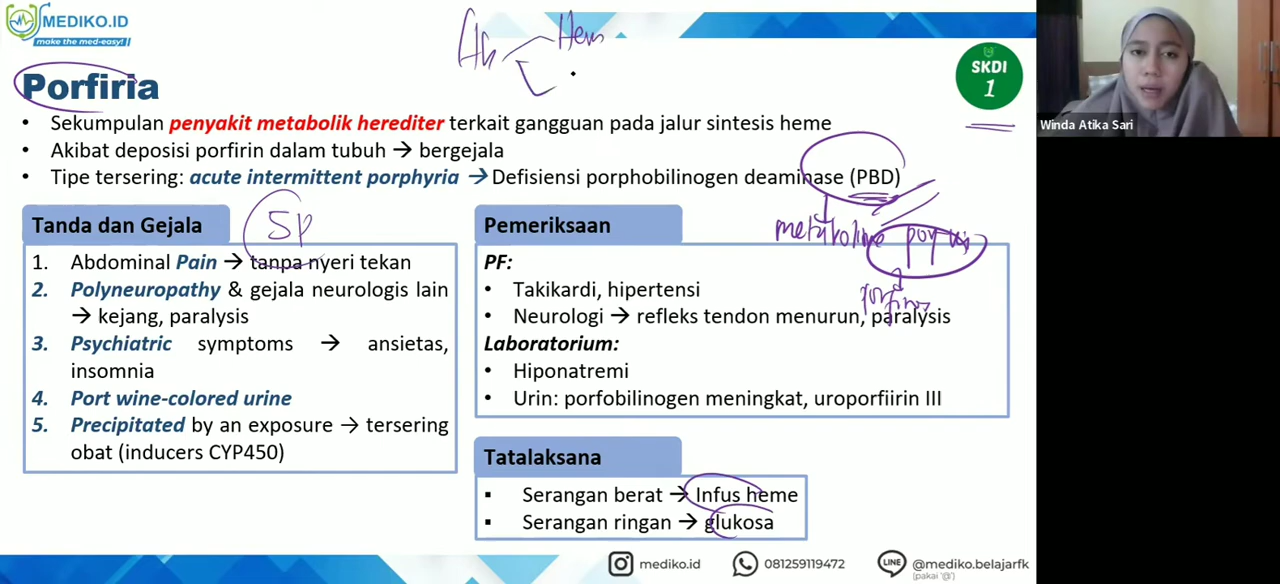 MEDIKO.ID
make the med-easy!
Hem
SKDI
1
Winda Atika Sari
Porfiria
• Sekumpulan penyakit metabolik herediter terkait gangguan pada jalur sintesis heme
• Akibat deposisi porfirin dalam tubuh → bergejala
• Tipe tersering: acute intermittent porphyria → Defisiensi porphobilinogen deaminase (PBD)
Tanda dan Gejala
5P
1. Abdominal Pain → tanpa nyeri tekan
2. Polyneuropathy & gejala neurologis lain
→ kejang, paralysis
3. Psychiatric symptoms → ansietas,
insomnia
4. Port wine-colored urine
5. Precipitated by an exposure → tersering
obat (inducers CYP450)
Pemeriksaan
PF:
• Takikardi, hipertensi
• Neurologi → refleks tendon menurun, paralysis
Laboratorium:
• Hiponatremi
• Urin: porfobilinogen meningkat, uroporfiirin III
Tatalaksana
▪ Serangan berat → Infus heme
▪ Serangan ringan → glukosa
mediko.id
081259119472
LINE
@mediko.belajarfk
(pakai '@')